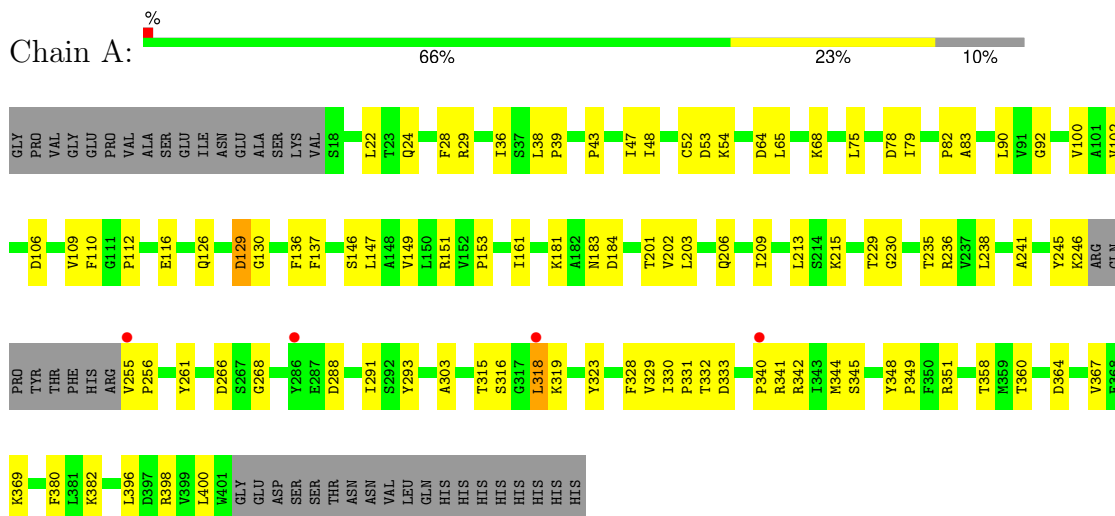 %
Chain A:
66% 23% 10%
GLY PRO VAL GLY GLU PRO VAL ALA SER GLU ILE ASN GLU ALA SER LYS VAL S18 L22 T23 Q24 F28 R29 I36 S37 L38 P39 P43 I47 I48 C52 D53 K54 D64 L65 K68 L75 D78 I79 P82 A83 L90 V91 G92 V100 A101
D106 V109 F110 G111 P112 E116 Q126 D129 G130 F136 F137 S146 L147 A148 V149 L150 R151 V152 P153 I161 K181 A182 N183 D184 T201 V202 L203 Q206 I209 L213 S214 K215 T229 G230 T235 R236 V237 L238 A241 Y245 K246 ARG GLN
PRO TYR THR PHE HIS ARG V255 P256 Y261 D266 S267 G268 Y286 E287 D288 I291 S292 Y293 A303 T315 S316 G317 L318 K319 Y323 F328 V329 I330 P331 T332 D333 P340 R341 R342 I343 M344 S345 Y348 P349 F350 R351 T358 M359 T360 D364 V367
K369 F380 L381 K382 L396 D397 R398 V399 L400 W401 GLY GLU ASP SER SER THR ASN ASN VAL LEU GLN HIS HIS HIS HIS HIS HIS HIS HIS